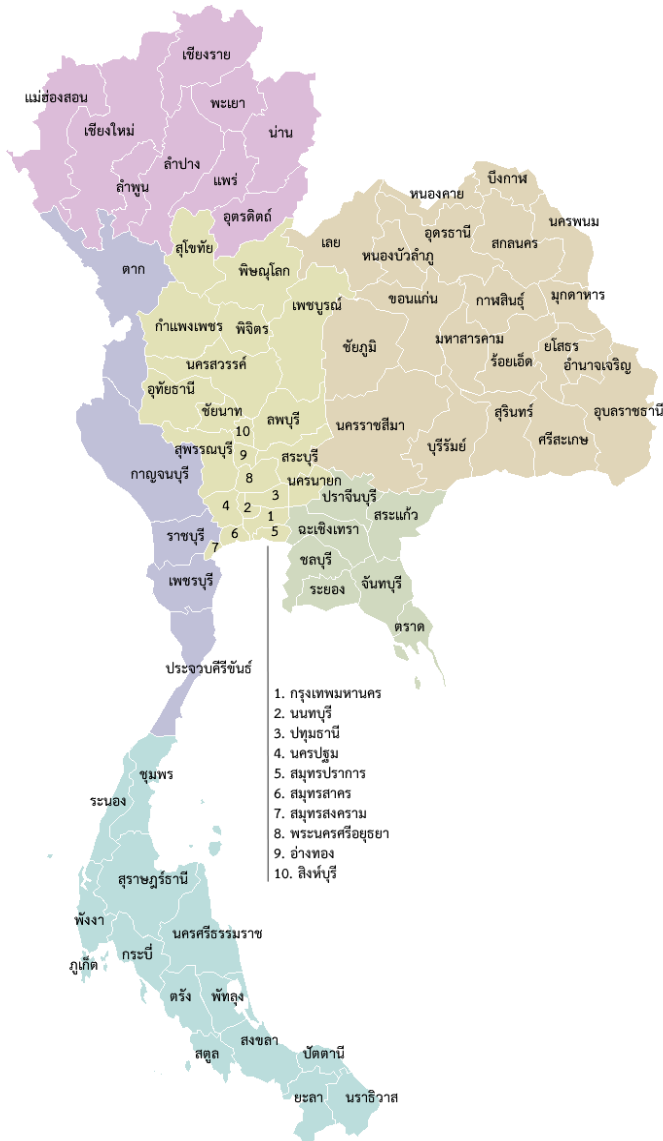 เชียงราย
แม่ฮ่องสอน
พะเยา
เชียงใหม่
น่าน
ลำปาง
แพร่
ลำพูน
อุตรดิตถ์
บึงกาฬ
หนองคาย
นครพนม
อุดรธานี
สกลนคร
เลย
หนองบัวลำภู
สุโขทัย
ตาก
พิษณุโลก
เพชรบูรณ์
ขอนแก่น
กาฬสินธุ์
มุกดาหาร
กำแพงเพชร
พิจิตร
ชัยภูมิ
มหาสารคาม
ยโสธร
ร้อยเอ็ด
อำนาจเจริญ
นครสวรรค์
อุทัยธานี
ชัยนาท
ลพบุรี
นครราชสีมา
สุรินทร์
อุบลราชธานี
บุรีรัมย์
ศรีสะเกษ
10
สุพรรณบุรี
9
สระบุรี
กาญจนบุรี
8
นครนายก
3
ปราจีนบุรี
4
2
1
สระแก้ว
ราชบุรี
6
5
ฉะเชิงเทรา
7
ชลบุรี
เพชรบุรี
ระยอง
จันทบุรี
ตราด
ประจวบคีรีขันธ์
1. กรุงเทพมหานคร
2. นนทบุรี
3. ปทุมธานี
4. นครปฐม
5. สมุทรปราการ
6. สมุทรสาคร
7. สมุทรสงคราม
8. พระนครศรีอยุธยา
9. อ่างทอง
10. สิงห์บุรี
ชุมพร
ระนอง
สุราษฎร์ธานี
พังงา
นครศรีธรรมราช
กระบี่
ภูเก็ต
ตรัง
พัทลุง
สงขลา
สตูล
ปัตตานี
ยะลา
นราธิวาส